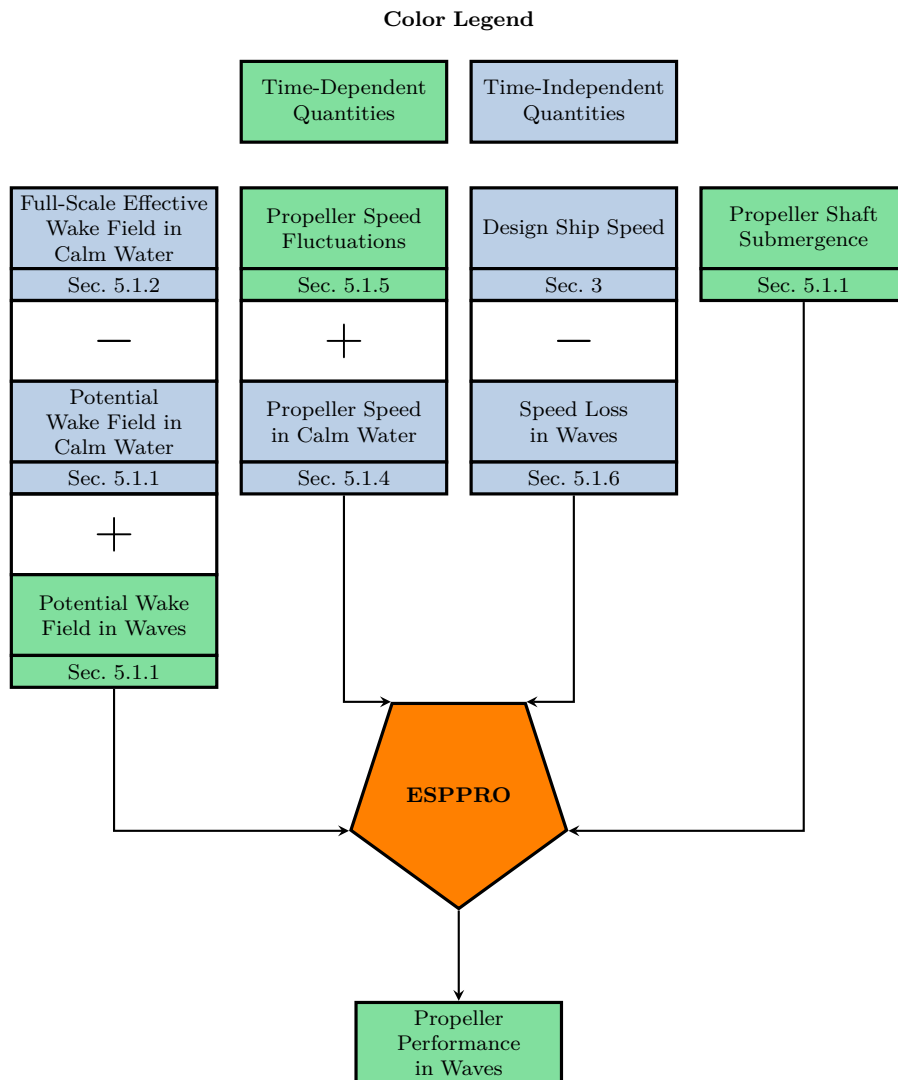 Color Legend
Time-Dependent
Quantities
Time-Independent
Quantities
Full-Scale Effective
Wake Field in
Calm Water
Sec. 5.1.2
−
Potential
Wake Field in
Calm Water
Sec. 5.1.1
+
Potential Wake
Field in Waves
Sec. 5.1.1
Propeller Speed
Fluctuations
Sec. 5.1.5
+
Propeller Speed
in Calm Water
Sec. 5.1.4
Design Ship Speed
Sec. 3
−
Speed Loss
in Waves
Sec. 5.1.6
Propeller Shaft
Submergence
Sec. 5.1.1
ESPPRO
Propeller
Performance
in Waves